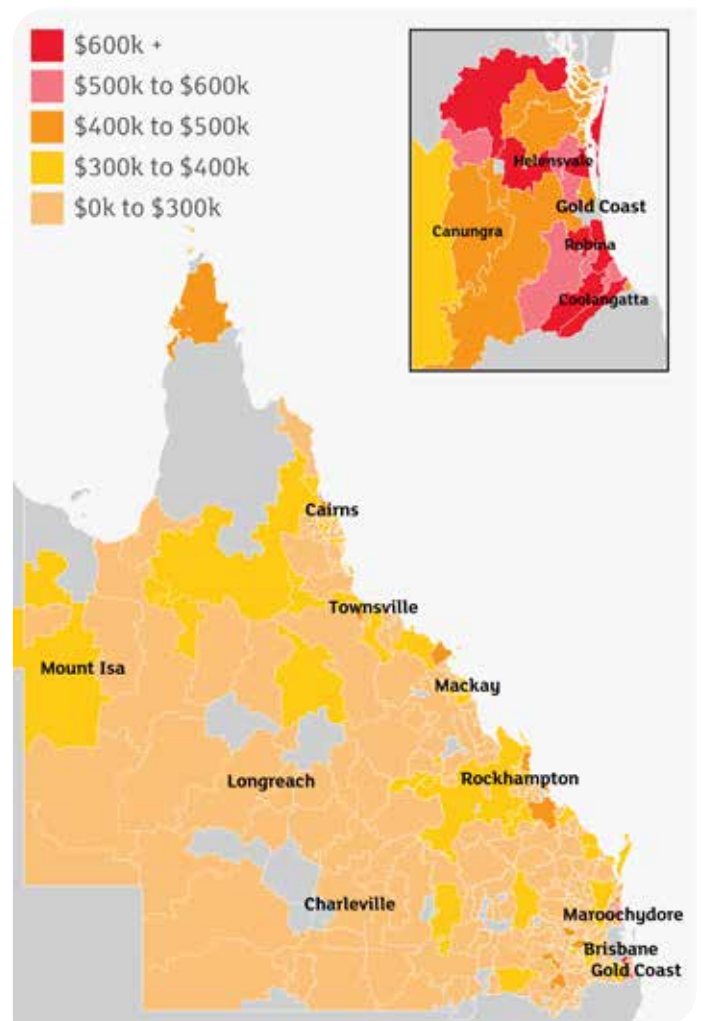 $600k +
$500k to $600k
$400k to $500k
$300k to $400k
$0k to $300k
Helensvale
Gold Coast
Canungra
Robina
Coolangatta
Cairns
Townsville
Mount Isa
Mackay
Longreach
Rockhampton
Charleville
Maroochydore
Brisbane
Gold Coast